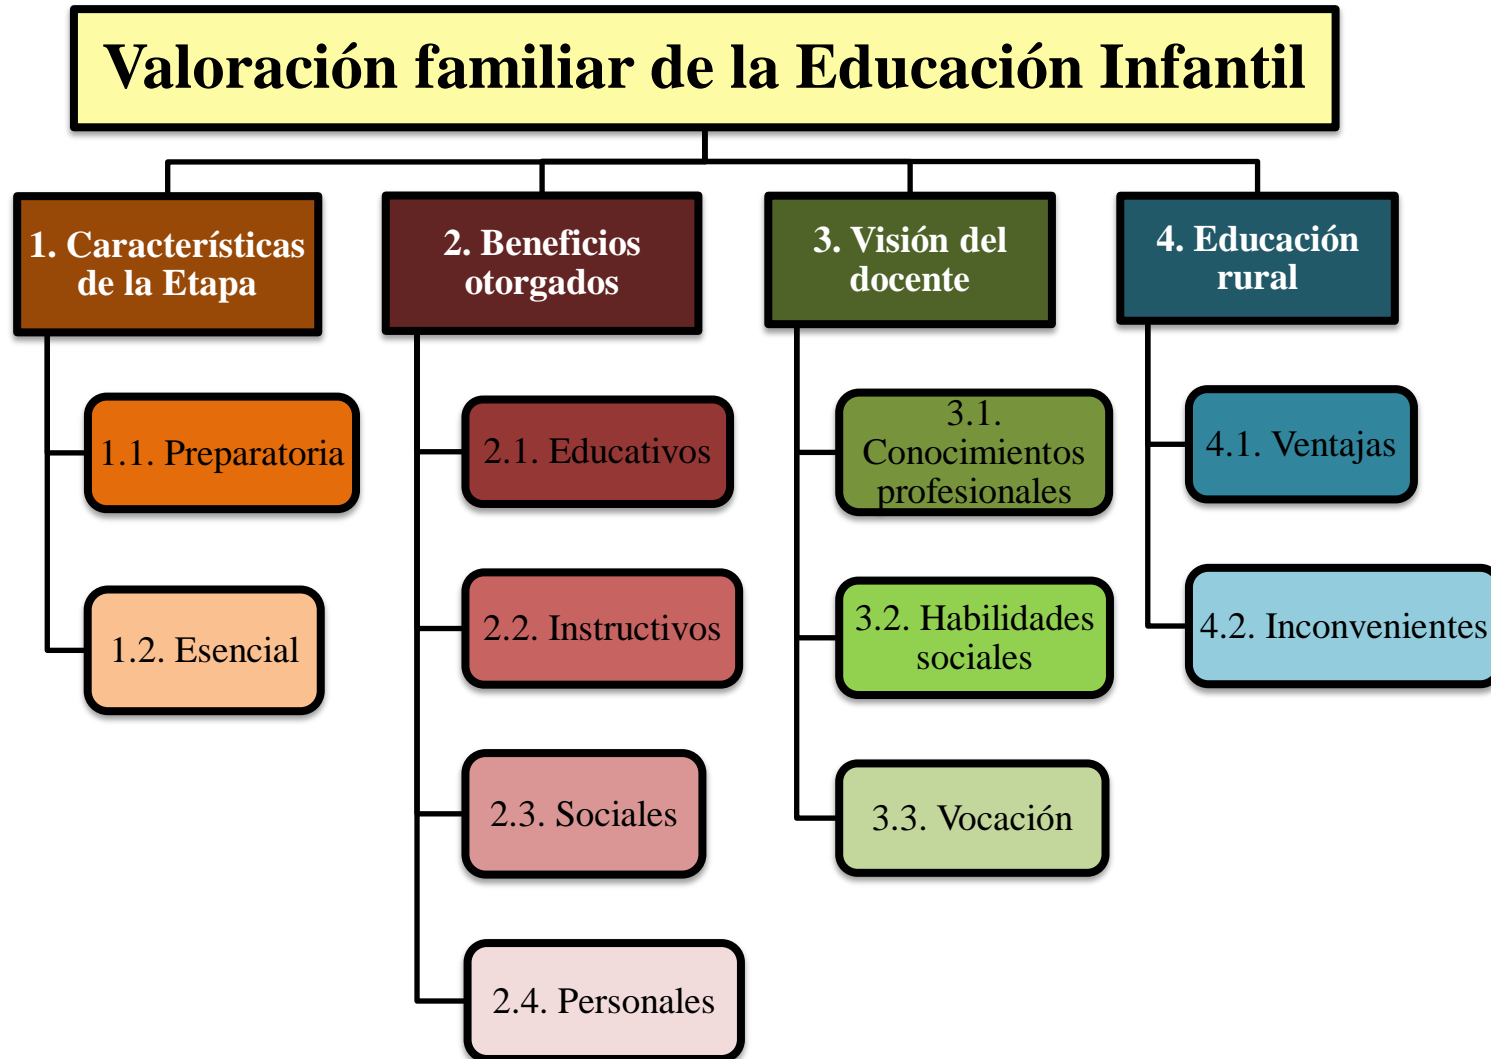 Valoración familiar de la Educación Infantil
1. Características
de la Etapa
1.1. Preparatoria
1.2. Esencial
2. Beneficios
otorgados
2.1. Educativos
2.2. Instructivos
2.3. Sociales
2.4. Personales
3. Visión del
docente
3.1.
Conocimientos
profesionales
3.2. Habilidades
sociales
3.3. Vocación
4. Educación
rural
4.1. Ventajas
4.2. Inconvenientes